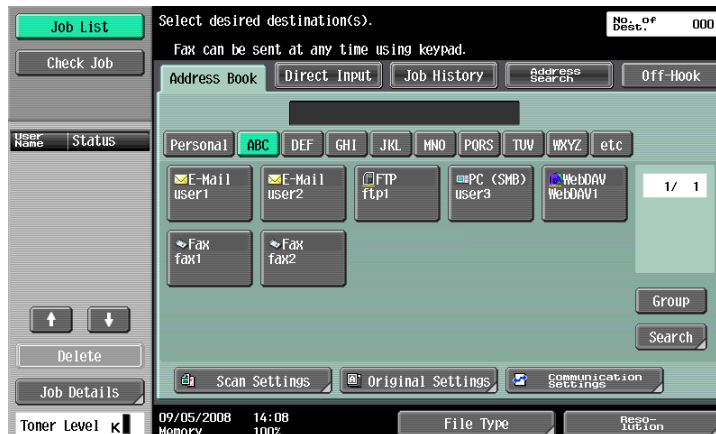 Job List
Check Job
User Name Status
Delete
Job Details
Toner Level K
Select desired destination(s).
No. of Dest. 000
Fax can be sent at any time using keypad.
Address Book Direct Input Job History Address Search Off-Hook
Personal ABC DEF GHI JKL MNO PQRS TUV WXYZ etc
E-Mail user1
E-Mail user2
FTP ftp1
PC (SMB) user3
WebDAV WebDAV1
1/ 1
Fax fax1
Fax fax2
Group
Search
Scan Settings Original Settings Communication Settings
09/05/2008 14:08
Memory 100%
File Type
Reso-lution